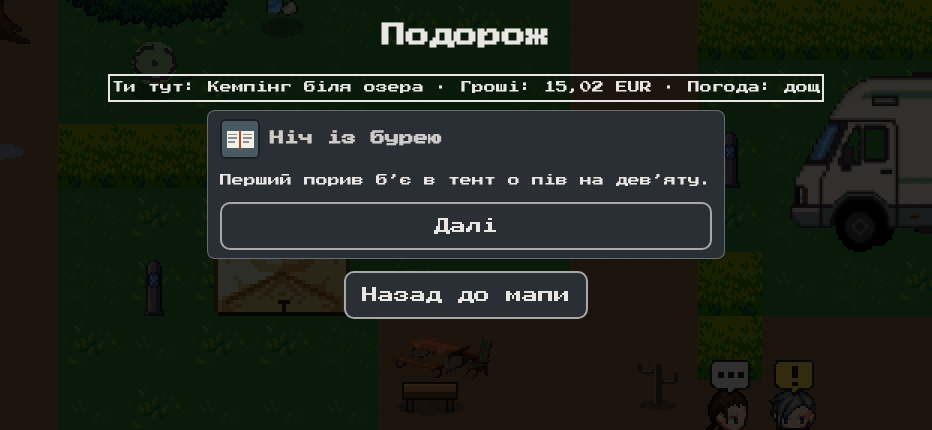 Подорож
Ти тут: Кемпінг біля озера · Гроші: 15,02 EUR · Погода: дощ
Ніч із бурею
Перший порив б’є в тент о пів на дев’яту.
Далі
Назад до мапи